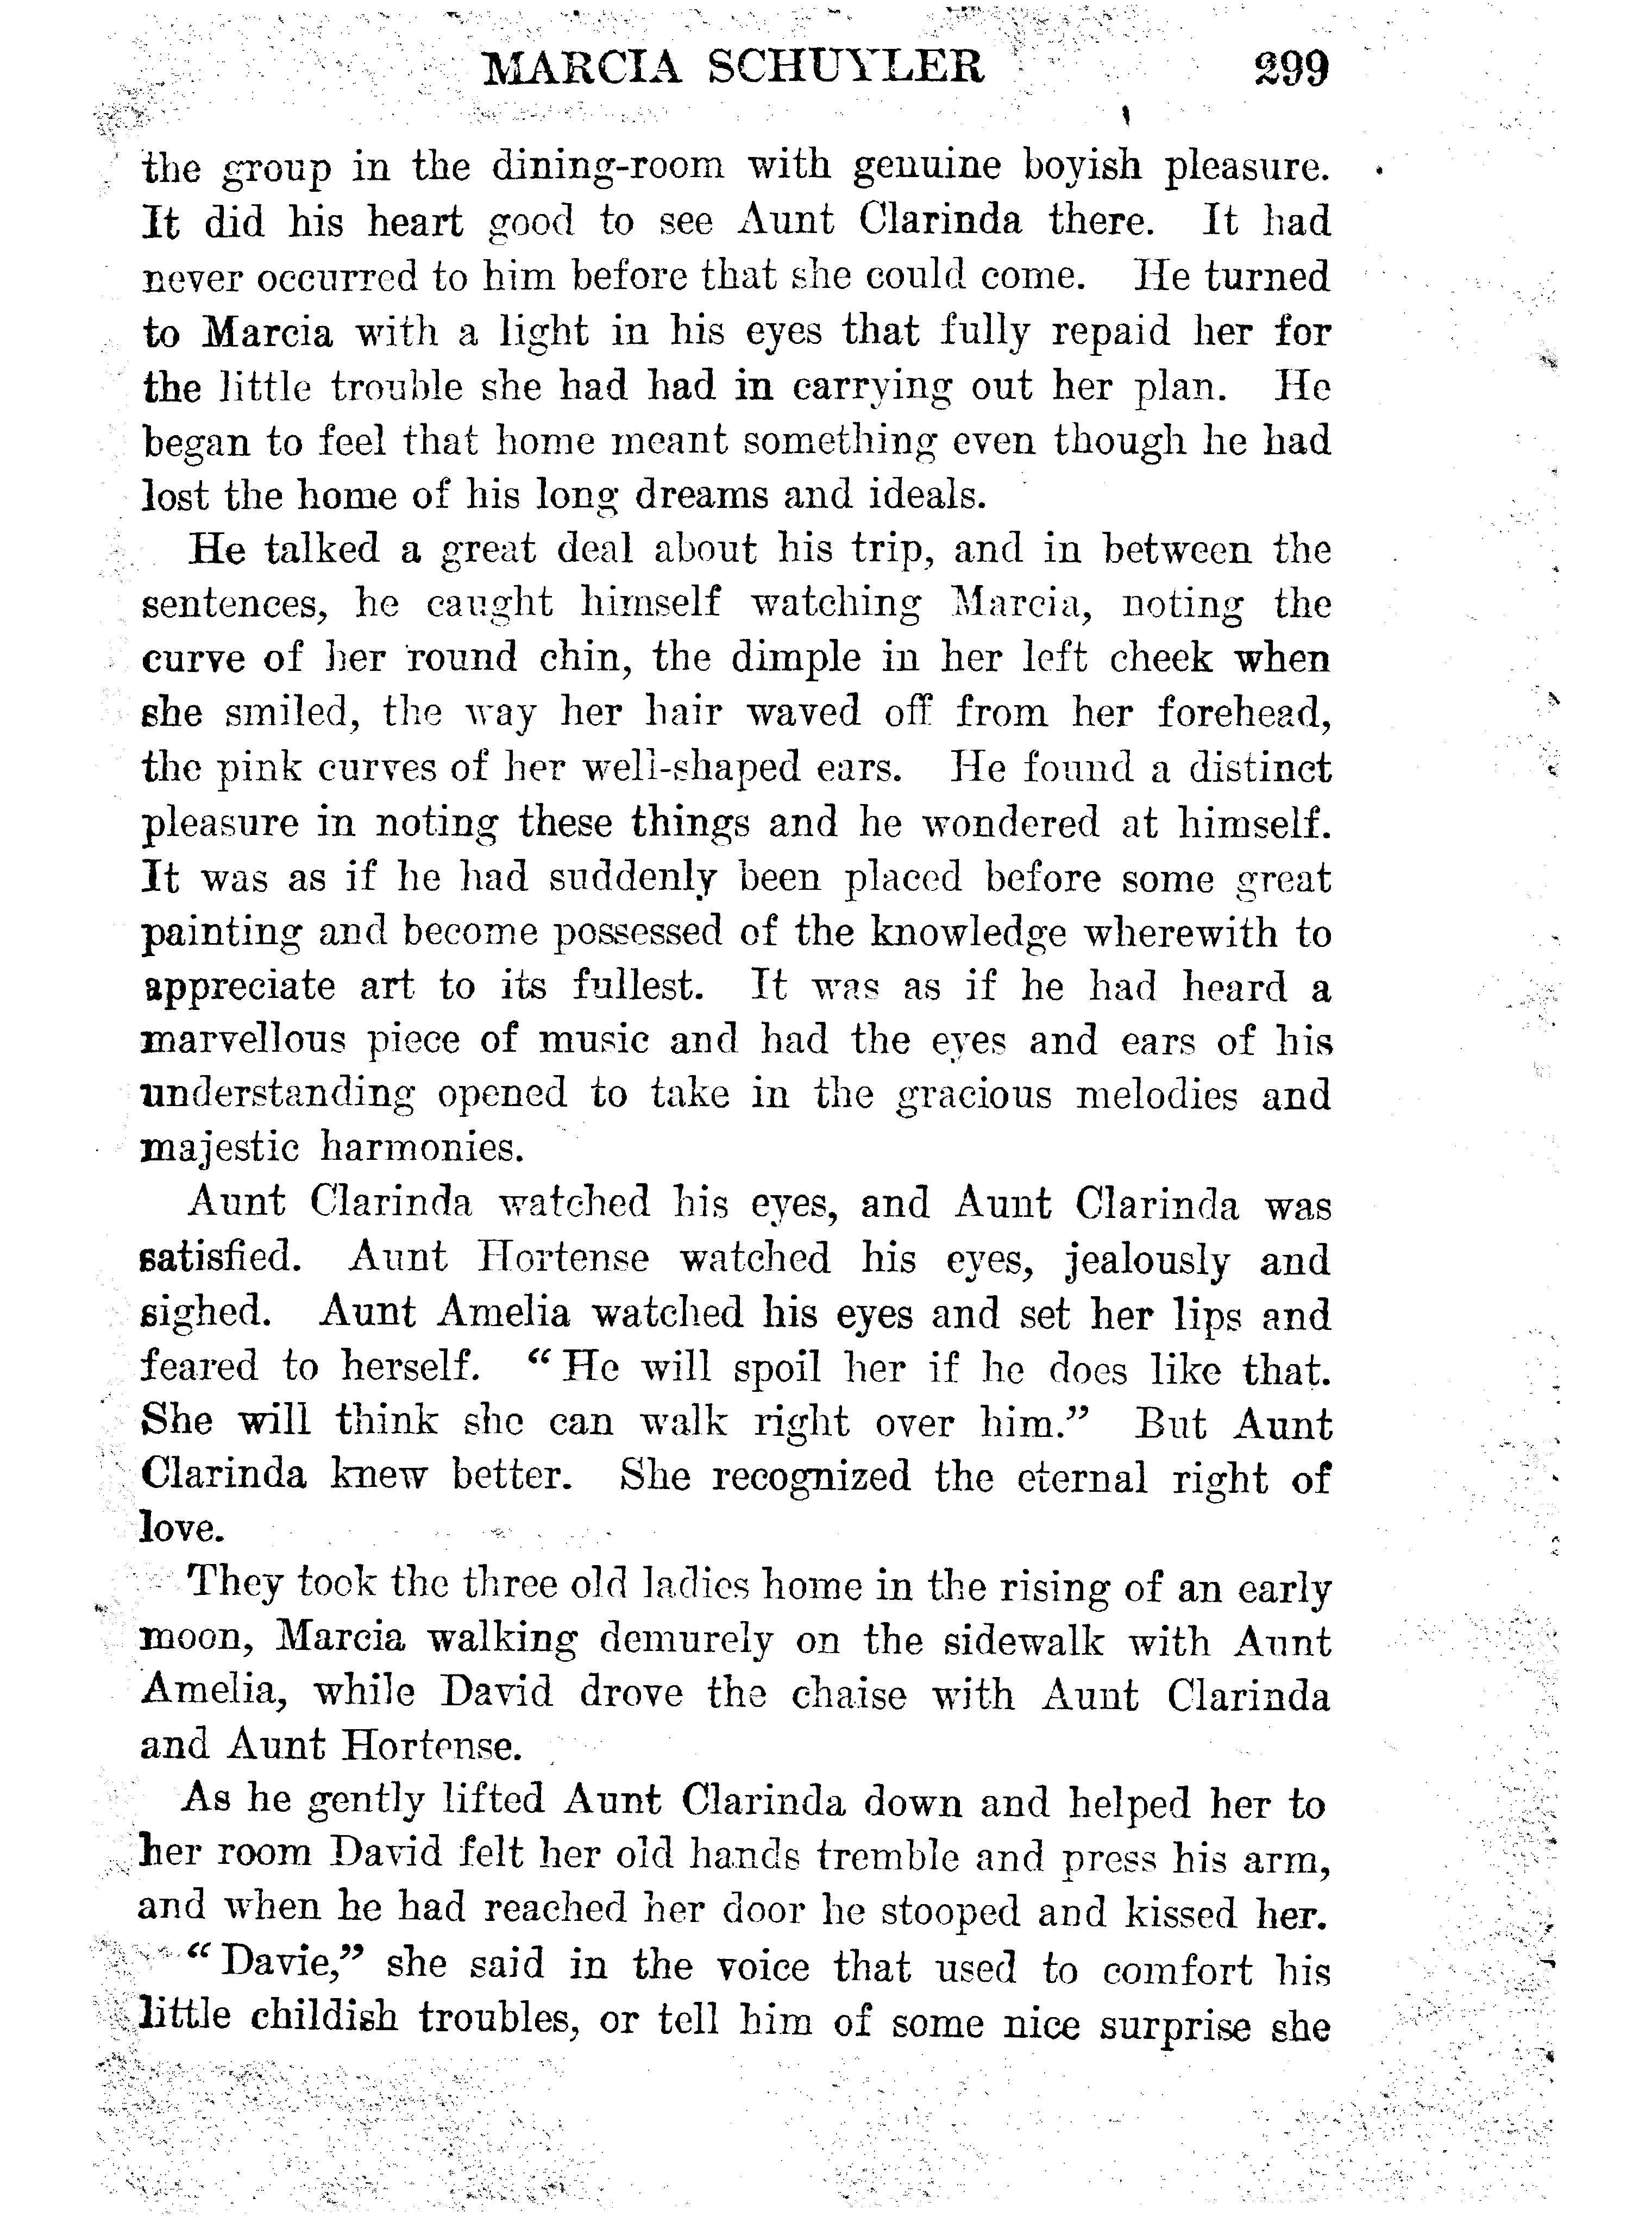 MARCIA SCHUYLER 299
the group in the dining-room with genuine boyish pleasure.
It did his heart good to see Aunt Clarinda there. It had
never occurred to him before that she could come. He turned
to Marcia with a light in his eyes that fully repaid her for
the little trouble she had had in carrying out her plan. He
began to feel that home meant something even though he had
lost the home of his long dreams and ideals.
He talked a great deal about his trip, and in between the
sentences, he caught himself watching Marcia, noting the
curve of her round chin, the dimple in her left cheek when
she smiled, the way her hair waved off from her forehead,
the pink curves of her well-shaped ears. He found a distinct
pleasure in noting these things and he wondered at himself.
It was as if he had suddenly been placed before some great
painting and become possessed of the knowledge wherewith to
appreciate art to its fullest. It was as if he had heard a
marvellous piece of music and had the eyes and ears of his
understanding opened to take in the gracious melodies and
majestic harmonies.
Aunt Clarinda watched his eyes, and Aunt Clarinda was
satisfied. Aunt Hortense watched his eyes, jealously and
sighed. Aunt Amelia watched his eyes and set her lips and
feared to herself. “He will spoil her if he does like that.
She will think she can walk right over him.” But Aunt
Clarinda knew better. She recognized the eternal right of
love.
They took the three old ladies home in the rising of an early
moon, Marcia walking demurely on the sidewalk with Aunt
Amelia, while David drove the chaise with Aunt Clarinda
and Aunt Hortense.
As he gently lifted Aunt Clarinda down and helped her to
her room David felt her old hands tremble and press his arm,
and when he had reached her door he stooped and kissed her.
“Davie,” she said in the voice that used to comfort his
little childish troubles, or tell him of some nice surprise she